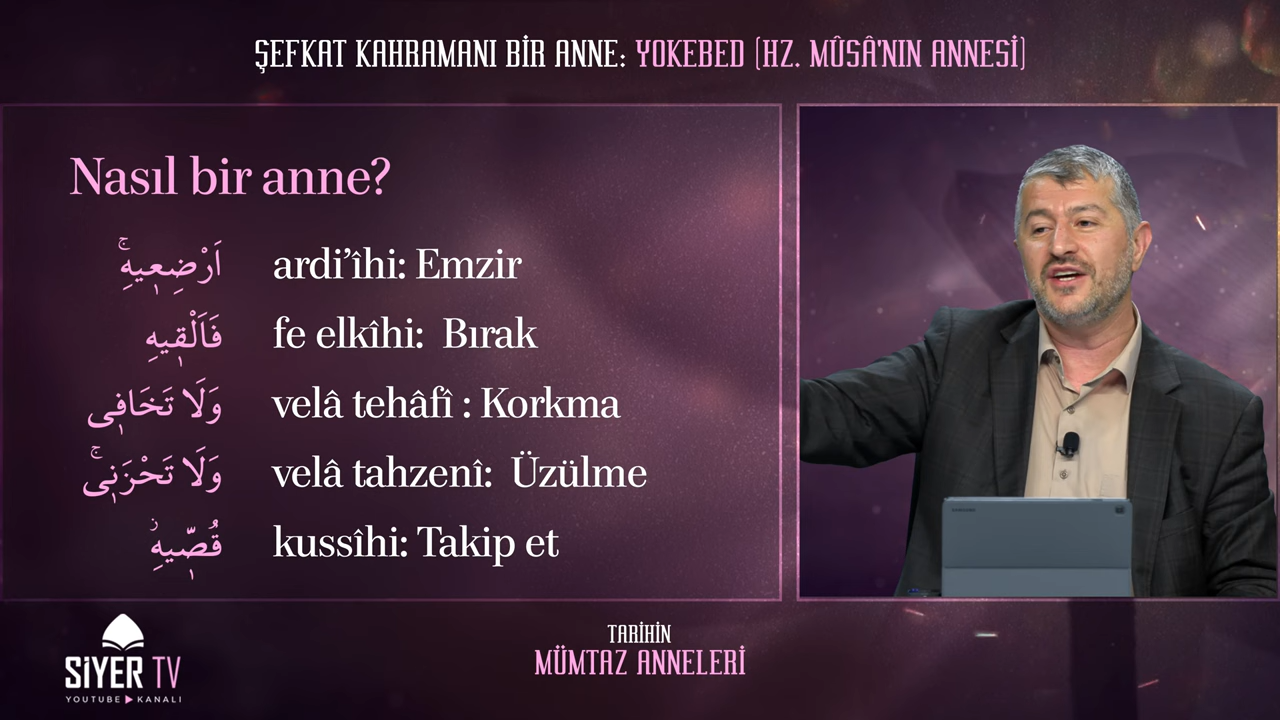 ŞEFKAT KAHRAMANI BİR ANNE: YOKEBED (HZ. MÛSÂ'NIN ANNESİ)
Nasıl bir anne?
اَرْضِع۪يهِۚ ardi’îhi: Emzir
فَاَلْق۪يهِ fe elkîhi: Bırak
وَلَا تَخَاف۪ى velâ tehâfî : Korkma
وَلَا تَحْزَن۪ىۚ velâ tahzenî: Üzülme
قُصّ۪يهِۘ kussîhi: Takip et
SAMSUNG
SİYER TV
YOUTUBE KANALI
TARİHİN
MÜMTAZ ANNELERİ